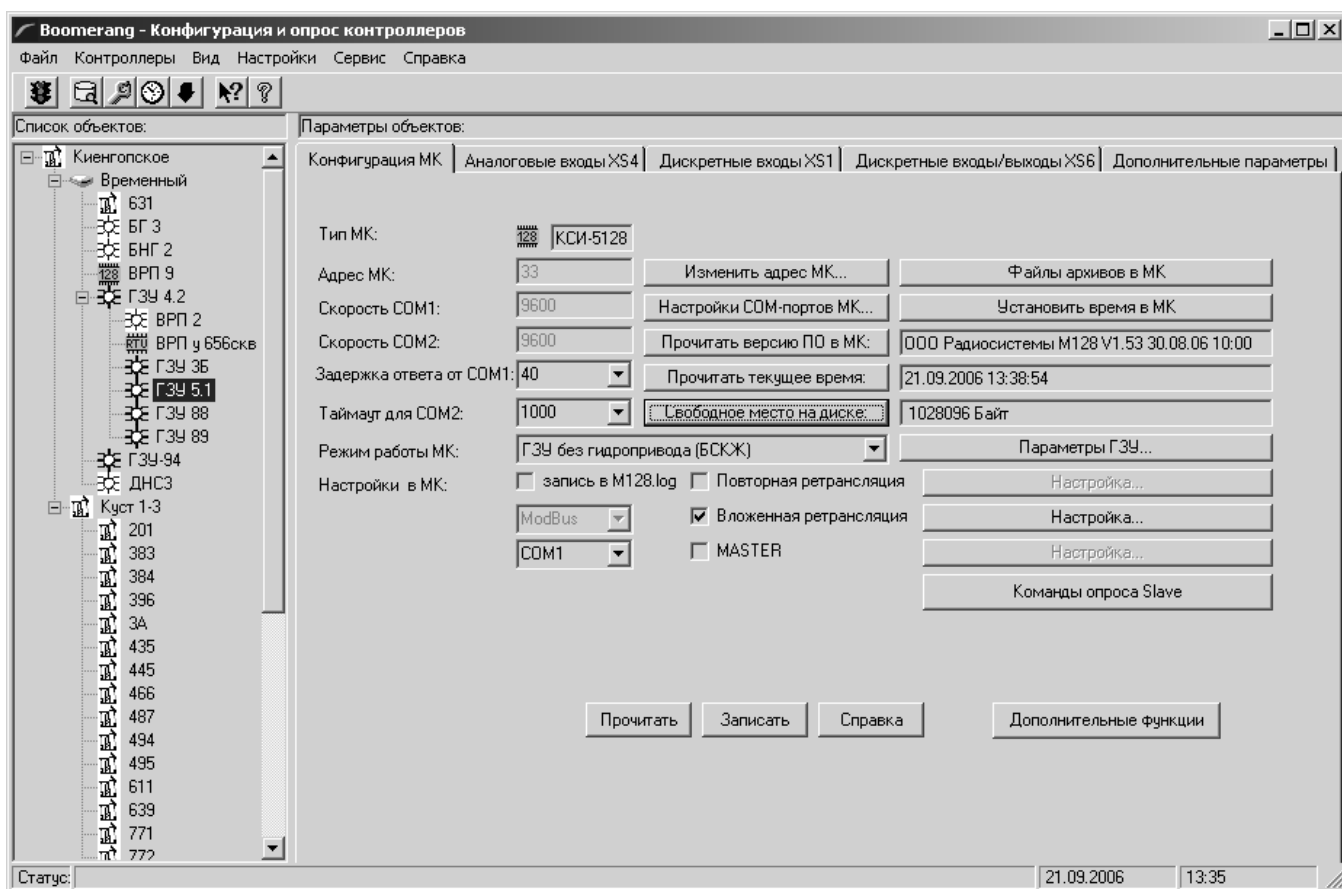 Boomerang - Конфигурация и опрос контроллеров
Файл Контроллеры Вид Настройки Сервис Справка
Список объектов:
Параметры объектов:
Киенгопское
Временный
631
БГ 3
БНГ 2
128 ВРП 9
ГЗУ 4.2
ВРП 2
RTU ВРП у 656скв
ГЗУ 3Б
ГЗУ 5.1
ГЗУ 88
ГЗУ 89
ГЗУ-94
ДНС3
Куст 1-3
201
383
384
396
3А
435
445
466
487
494
495
611
639
771
772
Конфигурация МК Аналоговые входы XS4 Дискретные входы XS1 Дискретные входы/выходы XS6 Дополнительные параметры
Тип МК: 128 КСИ-5128
Адрес МК: 33 Изменить адрес МК... Файлы архивов в МК
Скорость COM1: 9600 Настройки COM-портов МК... Установить время в МК
Скорость COM2: 9600 Прочитать версию ПО в МК: ООО Радиосистемы М128 V1.53 30.08.06 10:00
Задержка ответа от COM1: 40 Прочитать текущее время: 21.09.2006 13:38:54
Таймаут для COM2: 1000 Свободное место на диске: 1028096 Байт
Режим работы МК: ГЗУ без гидропривода (БСКЖ) Параметры ГЗУ...
Настройки в МК: запись в M128.log Повторная ретрансляция Настройка...
ModBus Вложенная ретрансляция Настройка...
COM1 MASTER Настройка...
Команды опроса Slave
Прочитать Записать Справка Дополнительные функции
Статус: 21.09.2006 13:35